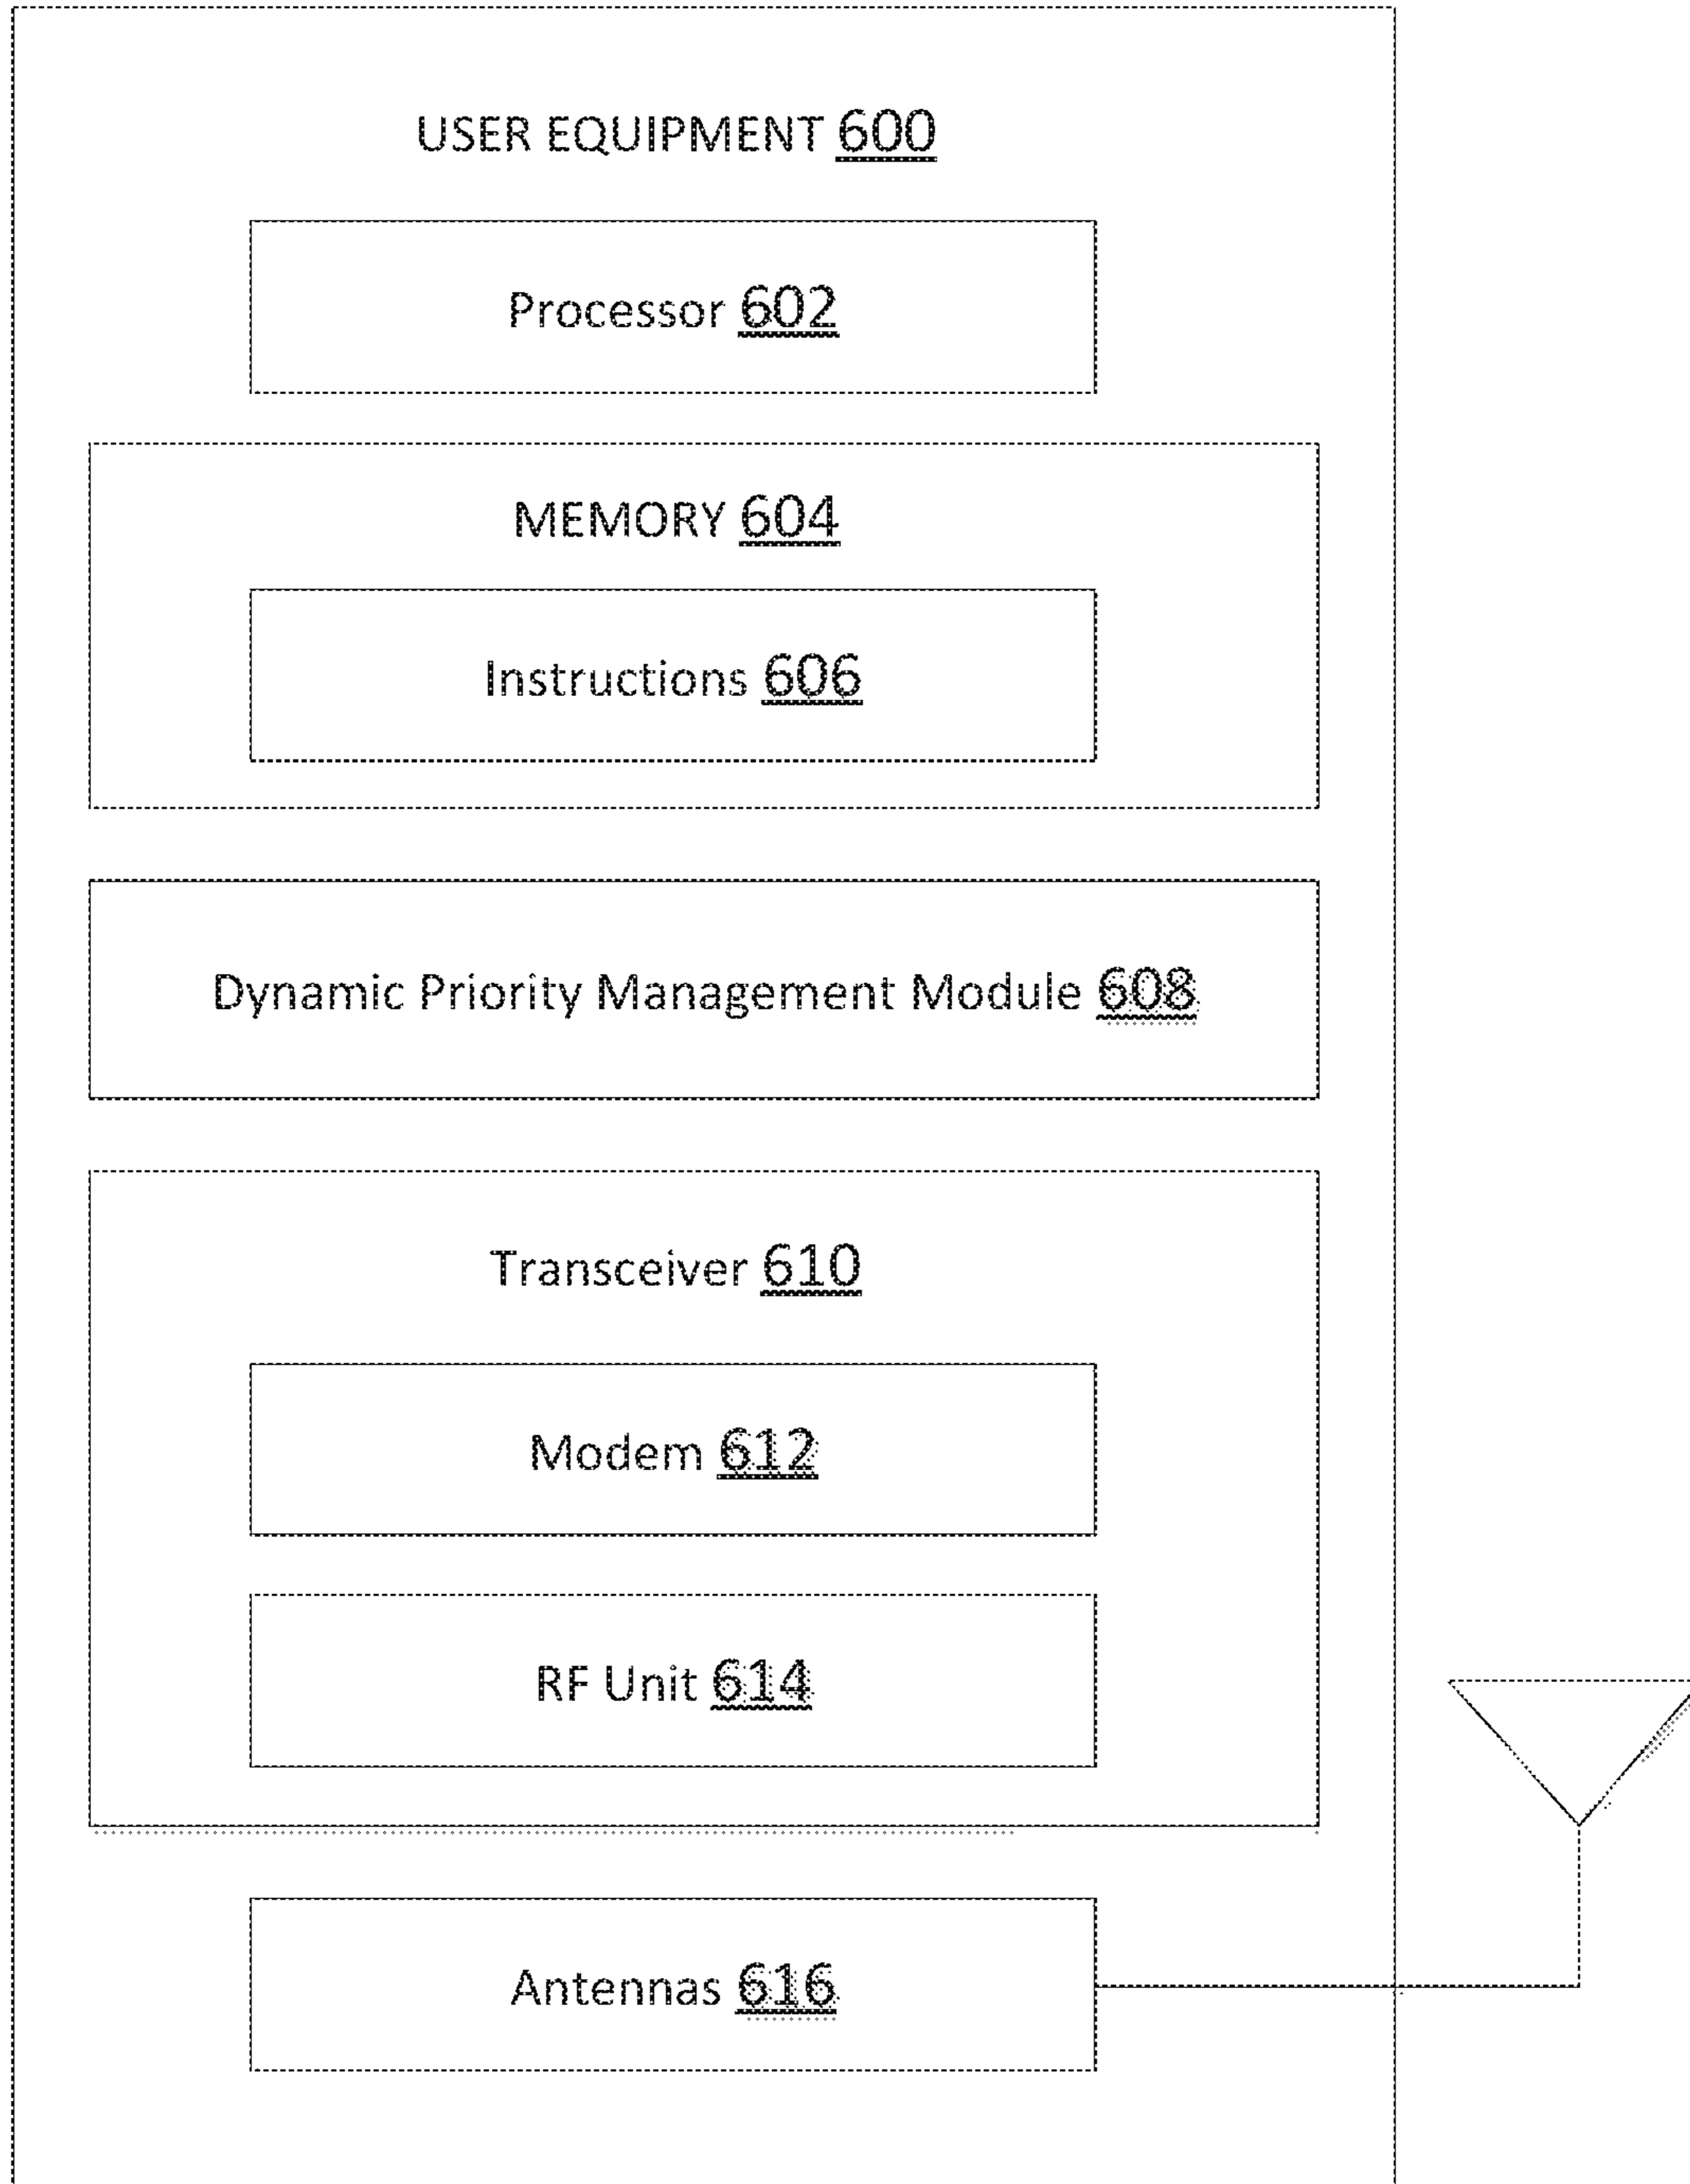 USER EQUIPMENT 600
Processor 602
MEMORY 604
Instructions 606
Dynamic Priority Management Module 608
Transceiver 610
Modem 612
RF Unit 614
Antennas 616